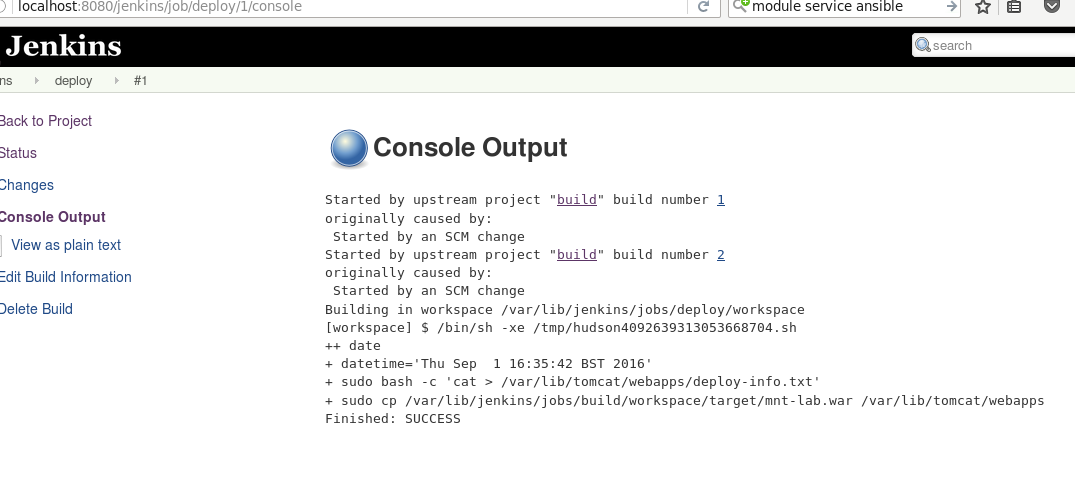 localhost:8080/jenkins/job/deploy/1/console
module service ansible
Jenkins
search
ns
deploy
#1
Back to Project
Status
Changes
Console Output
View as plain text
Edit Build Information
Delete Build
Console Output
Started by upstream project "build" build number 1
originally caused by:
 Started by an SCM change
Started by upstream project "build" build number 2
originally caused by:
 Started by an SCM change
Building in workspace /var/lib/jenkins/jobs/deploy/workspace
[workspace] $ /bin/sh -xe /tmp/hudson4092639313053668704.sh
++ date
+ datetime='Thu Sep  1 16:35:42 BST 2016'
+ sudo bash -c 'cat > /var/lib/tomcat/webapps/deploy-info.txt'
+ sudo cp /var/lib/jenkins/jobs/build/workspace/target/mnt-lab.war /var/lib/tomcat/webapps
Finished: SUCCESS